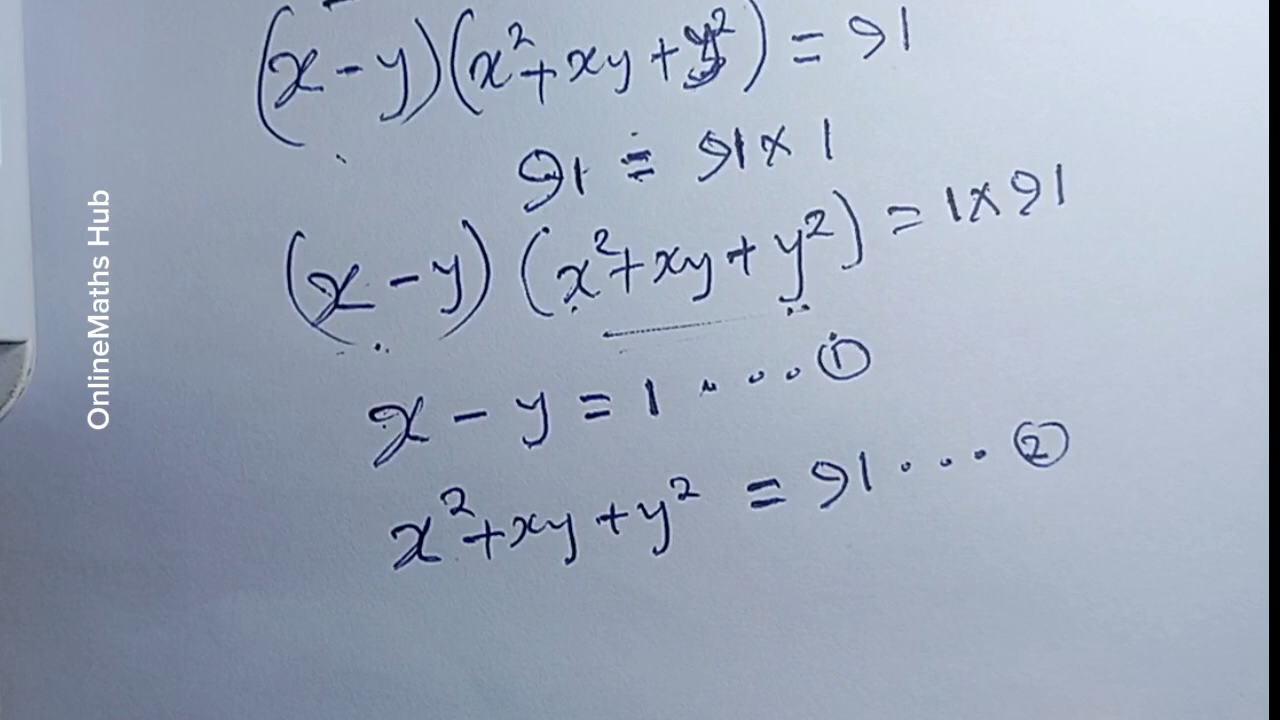 (x - y)(x² + xy + y²) = 91
91 = 91 × 1
(x - y) (x² + xy + y²) = 1 × 91
x - y = 1 .... ①
x² + xy + y² = 91 .... ②
OnlineMaths Hub